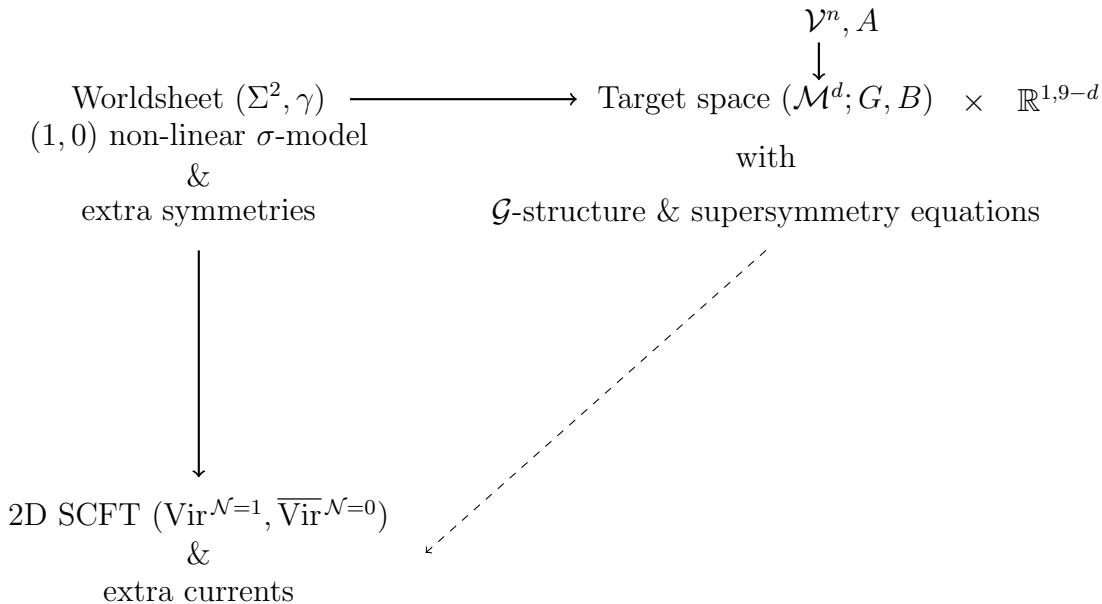 𝒱ⁿ, A
Worldsheet (Σ², γ)
Target space (ℳᵈ; G, B) × ℝ^{1,9−d}
(1, 0) non-linear σ-model
&
extra symmetries
with
𝒢-structure & supersymmetry equations
2D SCFT (Vir^{𝒩=1}, \overline{Vir}^{𝒩=0})
&
extra currents